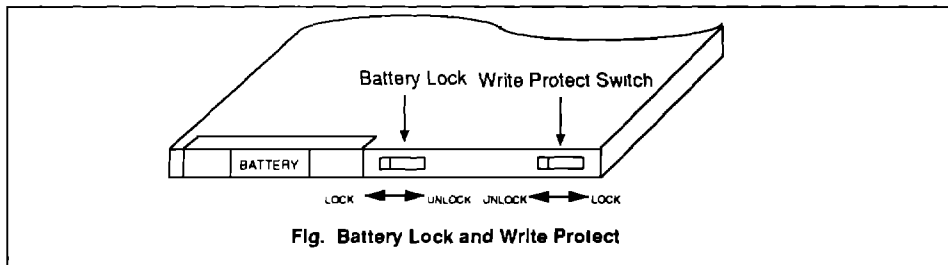 Battery Lock Write Protect Switch
BATTERY
LOCK UNLOCK UNLOCK LOCK
Fig. Battery Lock and Write Protect